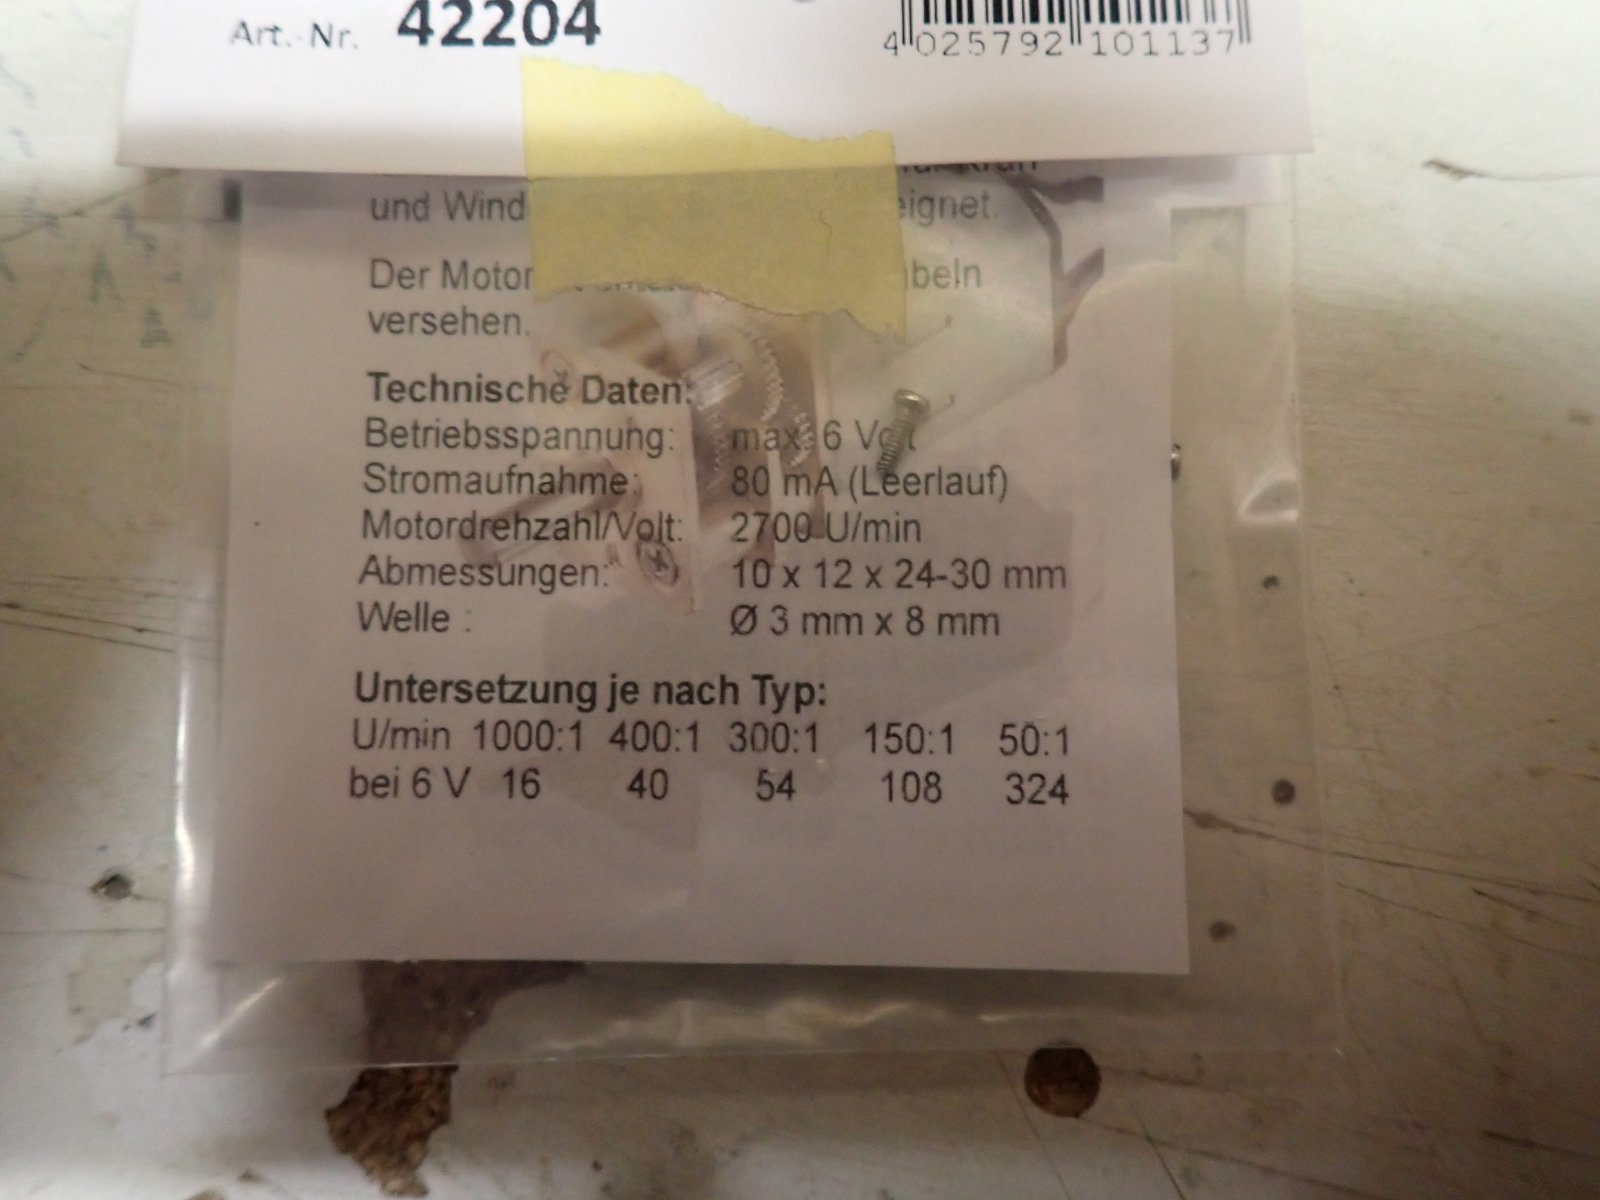 Art.-Nr. 42204
4 025792 101137
und Wind eignet.
Der Motor beln
versehen.
Technische Daten:
Betriebsspannung: max. 6 Volt
Stromaufnahme: 80 mA (Leerlauf)
Motordrehzahl/Volt: 2700 U/min
Abmessungen: 10 x 12 x 24-30 mm
Welle : Ø 3 mm x 8 mm
Untersetzung je nach Typ:
U/min 1000:1 400:1 300:1 150:1 50:1
bei 6 V 16 40 54 108 324